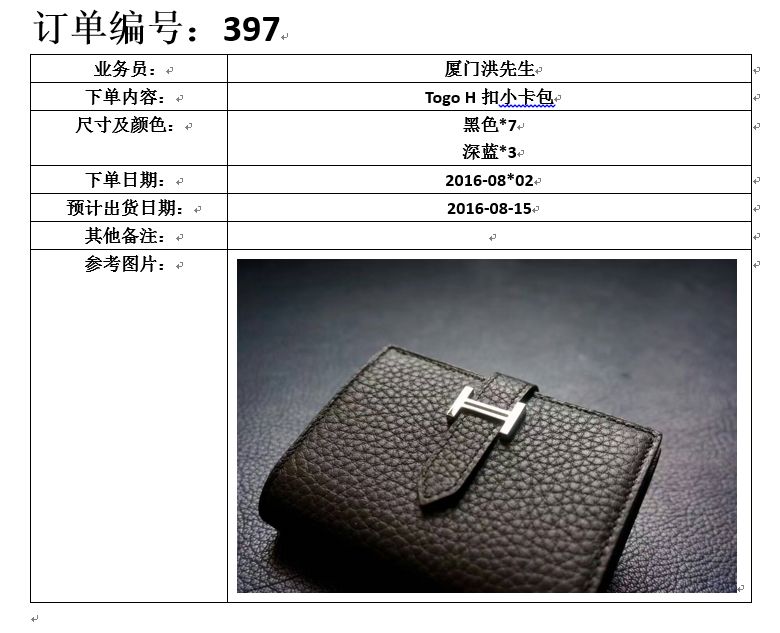 订单编号：397
业务员： 厦门洪先生
下单内容： Togo H 扣小卡包
尺寸及颜色： 黑色*7
深蓝*3
下单日期： 2016-08*02
预计出货日期： 2016-08-15
其他备注：
参考图片：